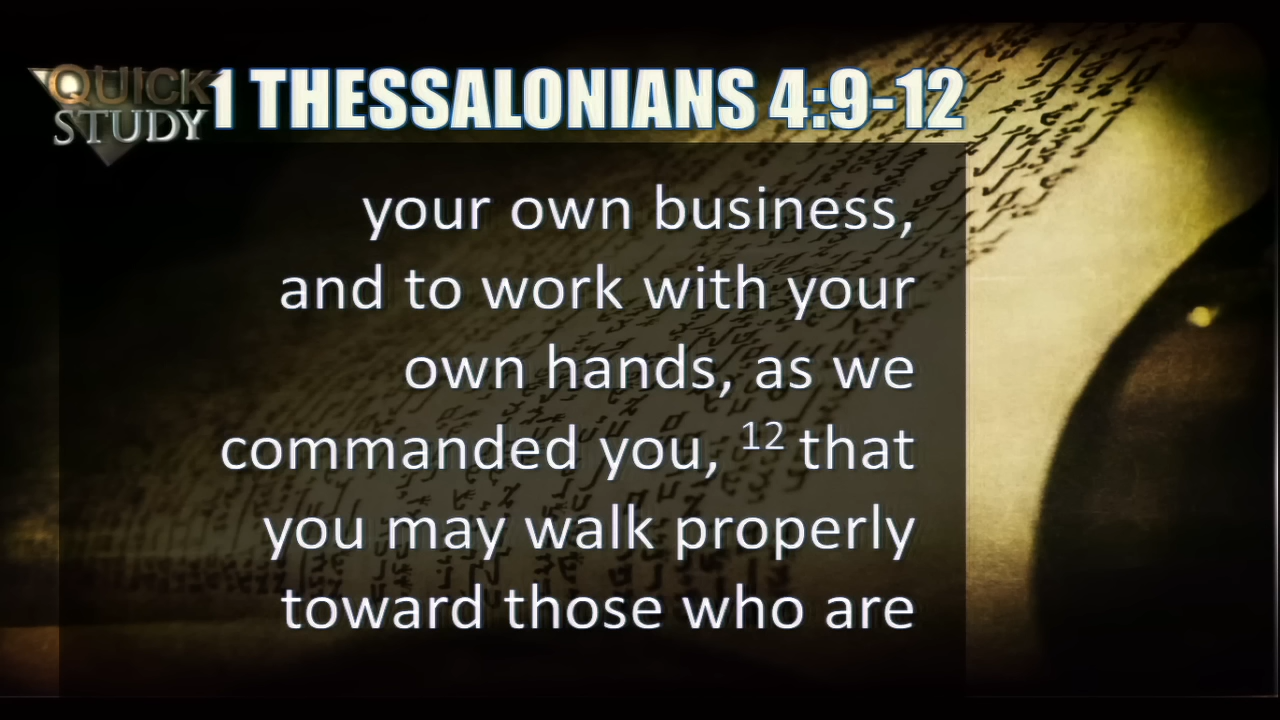 QUICK
STUDY
1 THESSALONIANS 4:9-12
your own business,
and to work with your
own hands, as we
commanded you, 12 that
you may walk properly
toward those who are